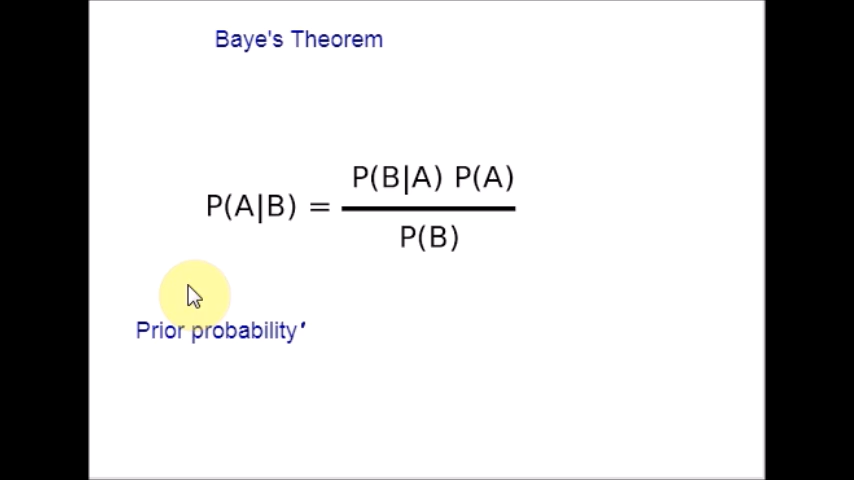 Baye's Theorem
P(A|B) = P(B|A) P(A)
P(B)
Prior probability'